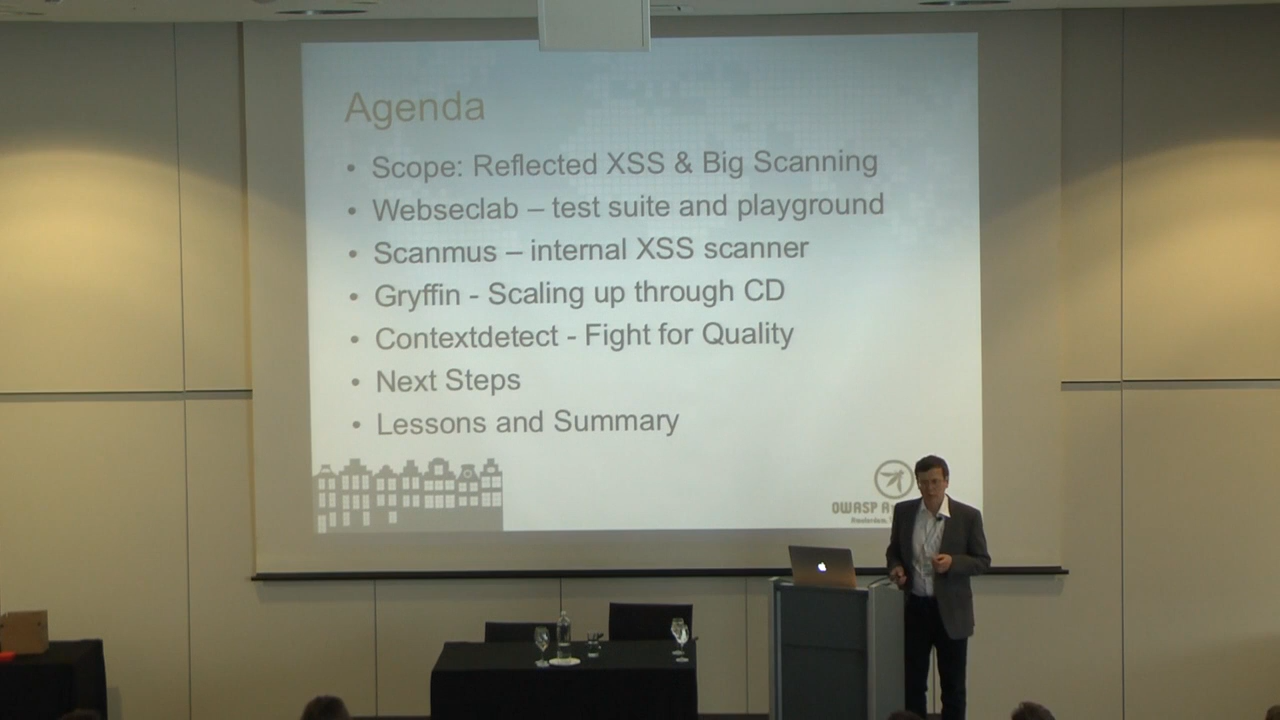 Agenda
• Scope: Reflected XSS & Big Scanning
• Webseclab – test suite and playground
• Scanmus – internal XSS scanner
• Gryffin - Scaling up through CD
• Contextdetect - Fight for Quality
• Next Steps
• Lessons and Summary
OWASP
Amsterdam,